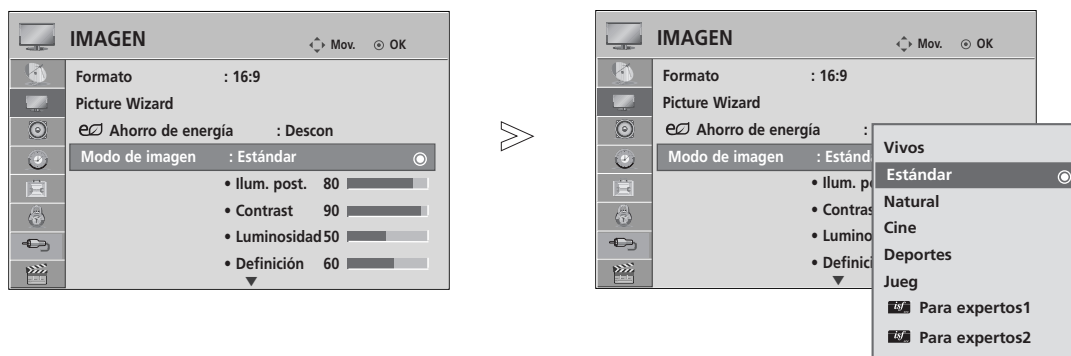 IMAGEN
Mov. OK
Formato : 16:9
Picture Wizard
e Ahorro de energía : Descon
Modo de imagen : Estándar
• Ilum. post. 80
• Contrast 90
• Luminosidad 50
• Definición 60
IMAGEN
Mov. OK
Formato : 16:9
Picture Wizard
e Ahorro de energía :
Modo de imagen : Estánd
• Ilum. p
• Contras
• Lumino
• Definici
Vivos
Estándar
Natural
Cine
Deportes
Jueg
isf Para expertos1
isf Para expertos2